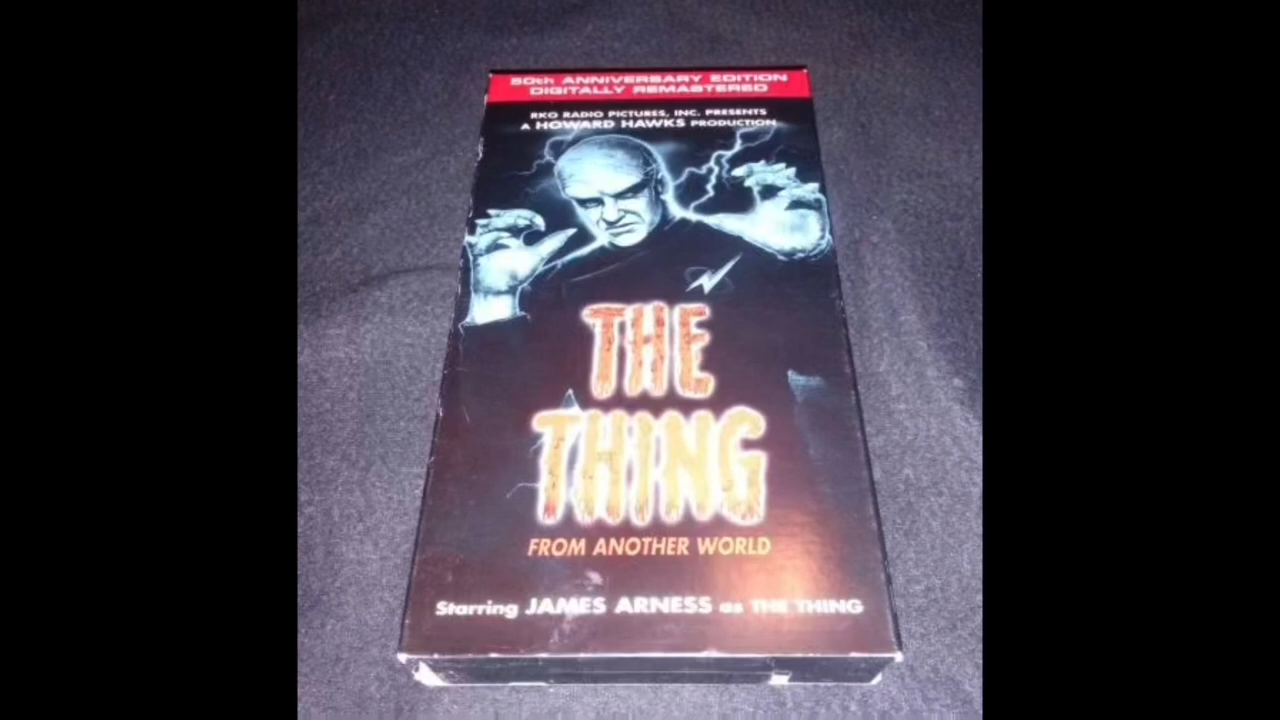 50th ANNIVERSARY EDITION
DIGITALLY REMASTERED
RKO RADIO PICTURES, INC. PRESENTS
A HOWARD HAWKS PRODUCTION
THE
THING
FROM ANOTHER WORLD
Starring JAMES ARNESS as THE THING